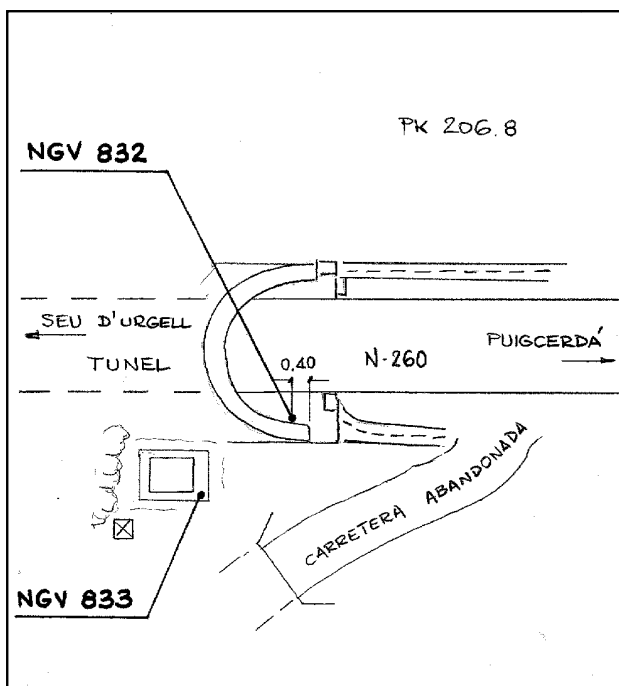 PK 206.8
NGV 832
SEU D'URGELL
TUNEL
0,40
N-260
PUIGCERDÁ
CARRETERA ABANDONADA
NGV 833